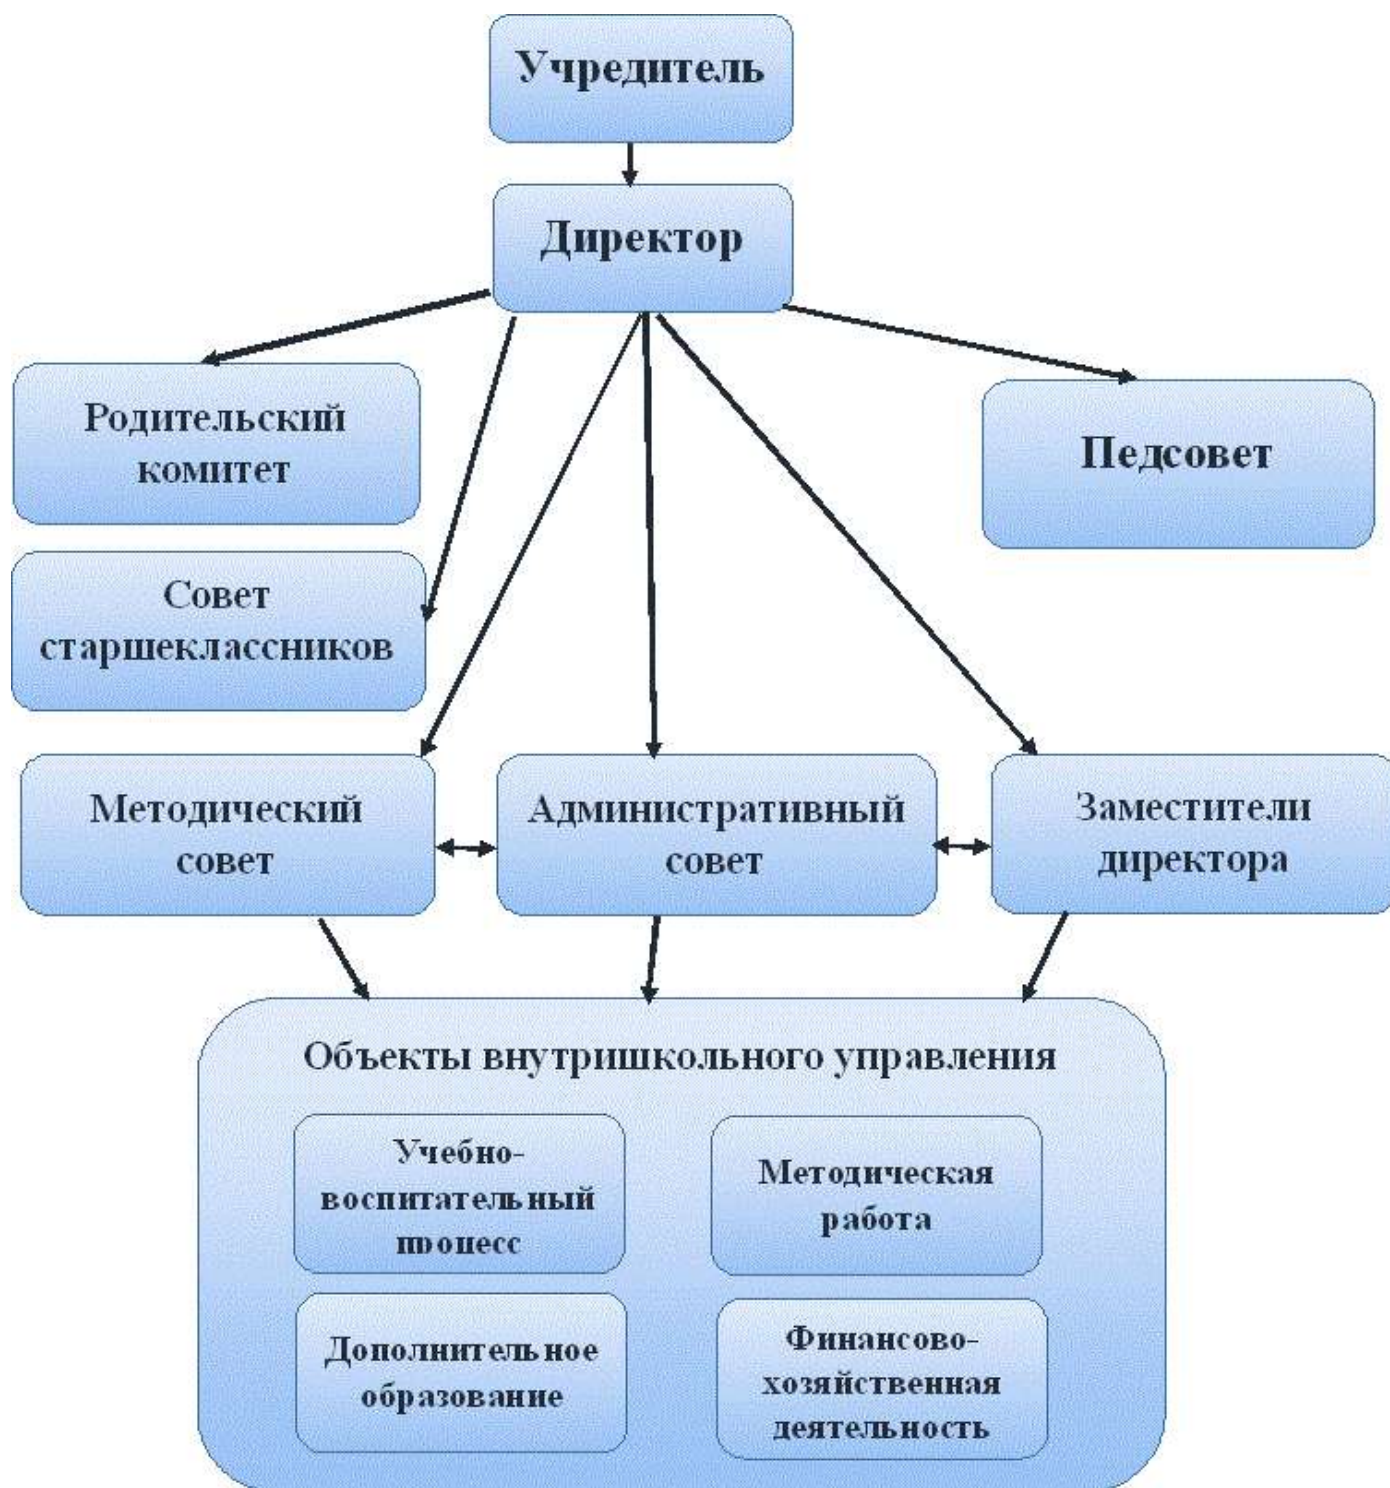 Учредитель
Директор
Родительский
комитет
Педсовет
Совет
старшеклассников
Методический
совет
Административный
совет
Заместители
директора
Объекты внутришкольного управления
Учебно-
воспитательный
процесс
Методическая
работа
Дополнительное
образование
Финансово-
хозяйственная
деятельность